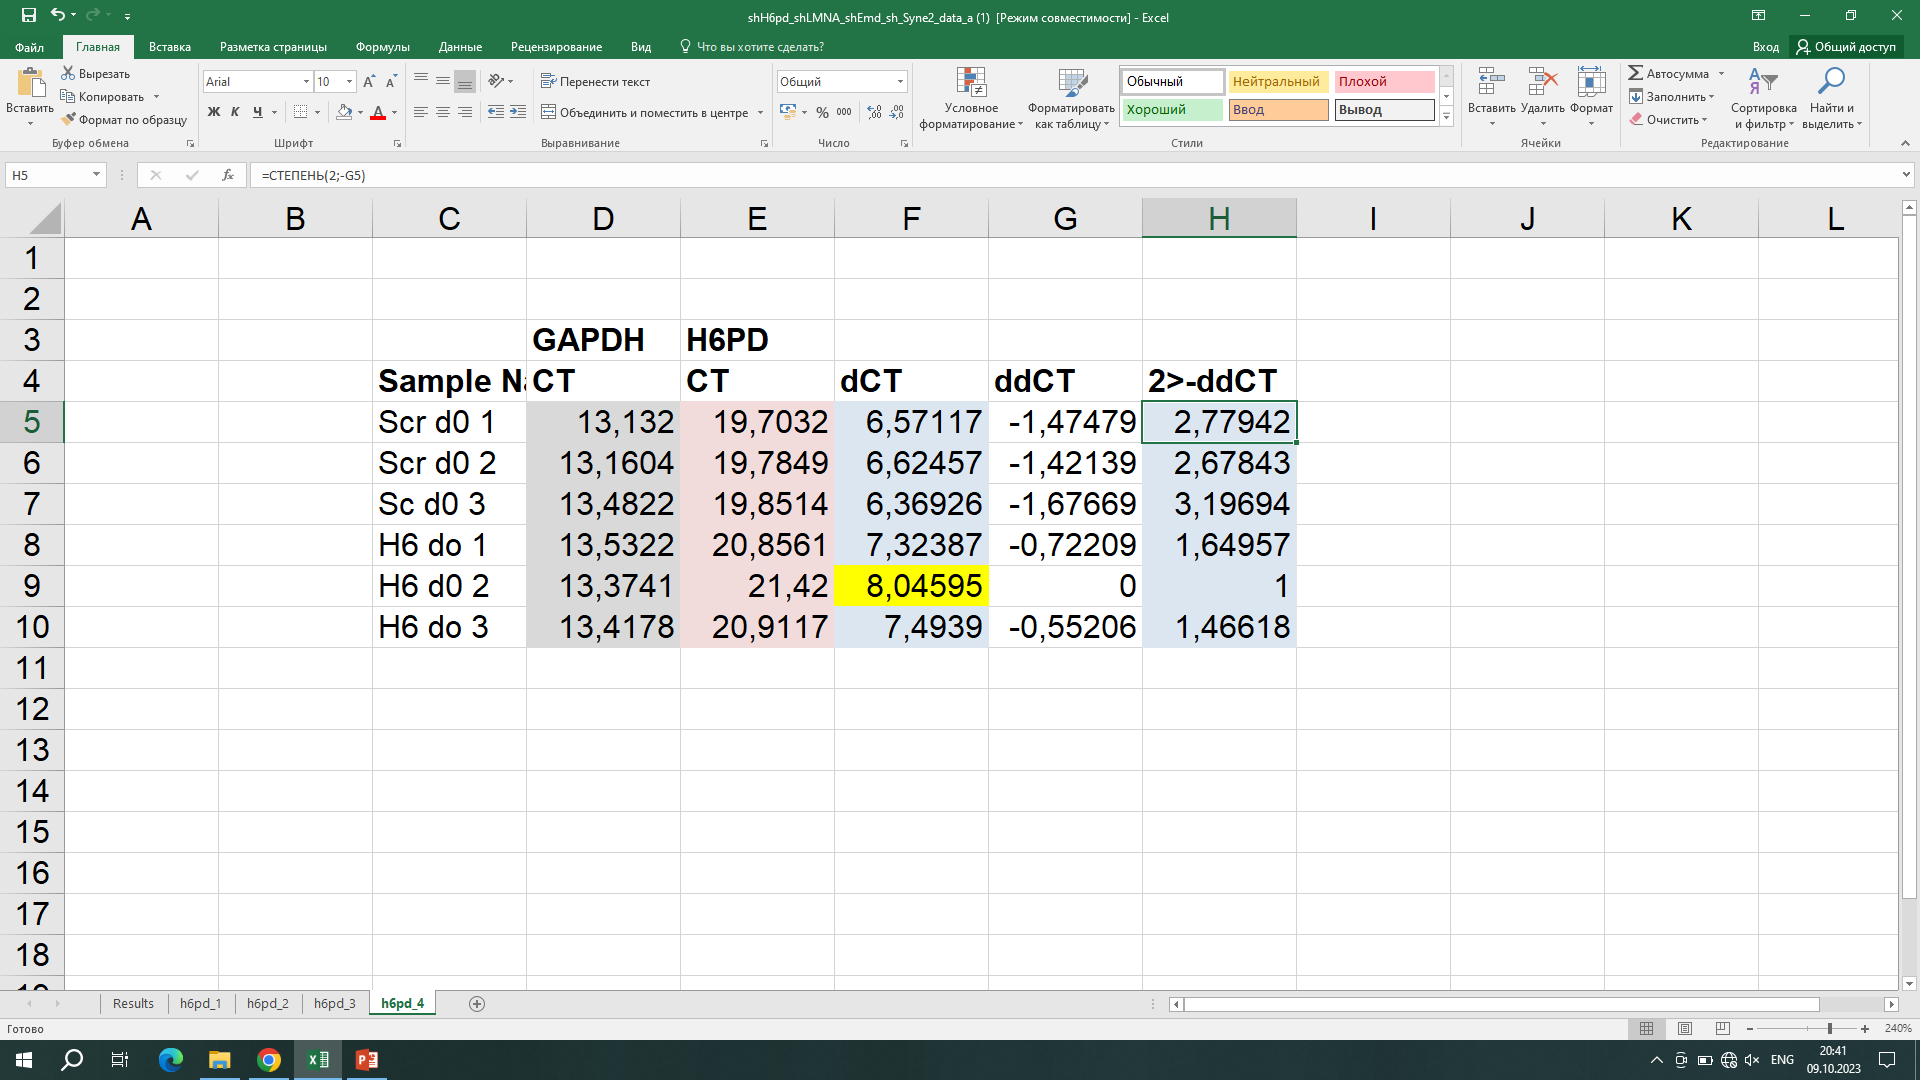 shH6pd_shLMNA_shEmd_sh_Syne2_data_a (1) [Режим совместимости] - Excel
Файл Главная Вставка Разметка страницы Формулы Данные Рецензирование Вид Что вы хотите сделать? Вход Общий доступ
Вставить
Вырезать
Копировать
Формат по образцу
Буфер обмена
Arial 10
Ж К Ч
Шрифт
Перенести текст
Объединить и поместить в центре
Выравнивание
Общий
% 000
Число
Условное форматирование
Форматировать как таблицу
Обычный Нейтральный Плохой
Хороший Ввод Вывод
Стили
Вставить Удалить Формат
Ячейки
Автосумма
Заполнить
Очистить
Сортировка и фильтр
Найти и выделить
Редактирование
H5 fx =СТЕПЕНЬ(2;-G5)
A B C D E F G H I J K L
1
2
3 GAPDH H6PD
4 Sample Na CT CT dCT ddCT 2>-ddCT
5 Scr d0 1 13,132 19,7032 6,57117 -1,47479 2,77942
6 Scr d0 2 13,1604 19,7849 6,62457 -1,42139 2,67843
7 Sc d0 3 13,4822 19,8514 6,36926 -1,67669 3,19694
8 H6 do 1 13,5322 20,8561 7,32387 -0,72209 1,64957
9 H6 d0 2 13,3741 21,42 8,04595 0 1
10 H6 do 3 13,4178 20,9117 7,4939 -0,55206 1,46618
11
12
13
14
15
16
17
18
19
Results h6pd_1 h6pd_2 h6pd_3 h6pd_4
Готово 240%
ENG 20:41
09.10.2023